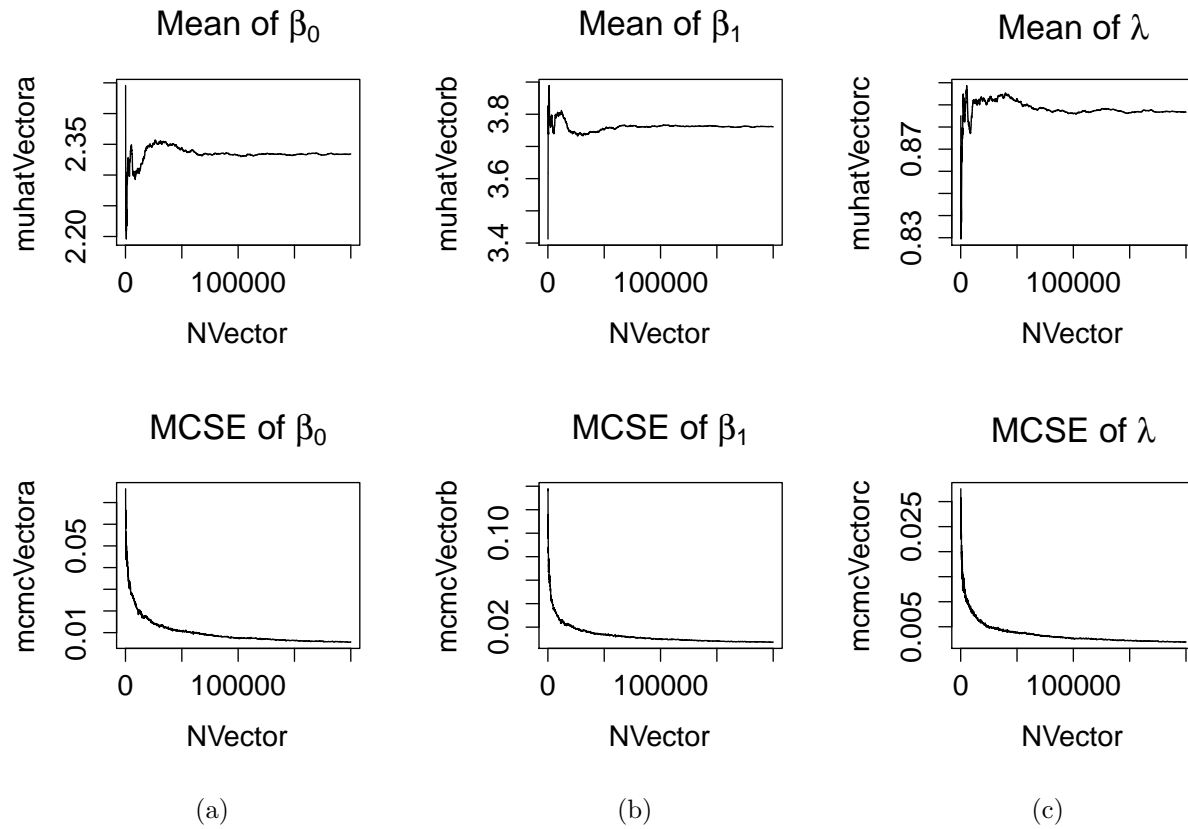 Mean of β0
muhatVectora
2.20 2.35
0 100000
NVector
Mean of β1
muhatVectorb
3.4 3.6 3.8
0 100000
NVector
Mean of λ
muhatVectorc
0.83 0.87
0 100000
NVector
MCSE of β0
mcmcVectora
0.01 0.05
0 100000
NVector
MCSE of β1
mcmcVectorb
0.02 0.10
0 100000
NVector
MCSE of λ
mcmcVectorc
0.005 0.025
0 100000
NVector
(a)
(b)
(c)